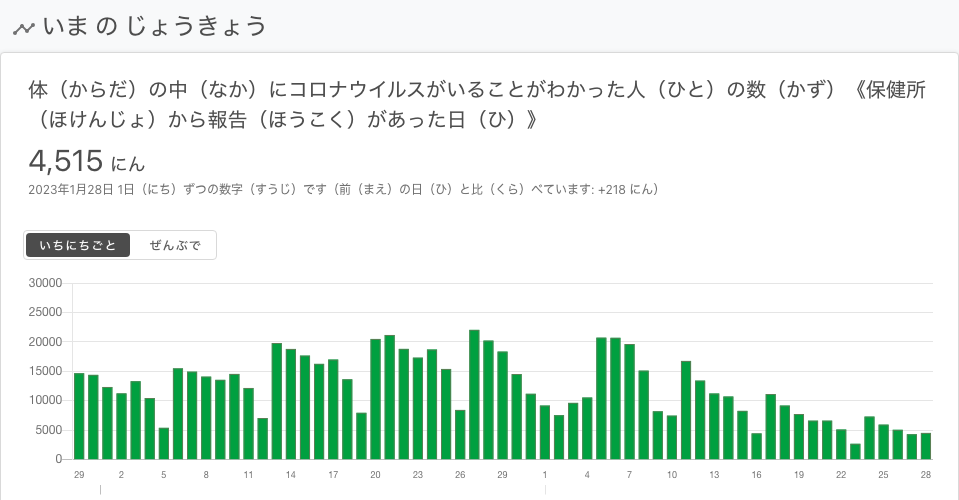 いま の じょうきょう
体（からだ）の中（なか）にコロナウイルスがいることがわかった人（ひと）の数（かず）《保健所
（ほけんじょ）から報告（ほうこく）があった日（ひ）》
4,515 にん
2023年1月28日 1日（にち）ずつの数字（すうじ）です（前（まえ）の日（ひ）と比（くら）べています: +218 にん）
いちにちごと ぜんぶで
30000
25000
20000
15000
10000
5000
0
29 2 5 8 11 14 17 20 23 26 29 1 4 7 10 13 16 19 22 25 28